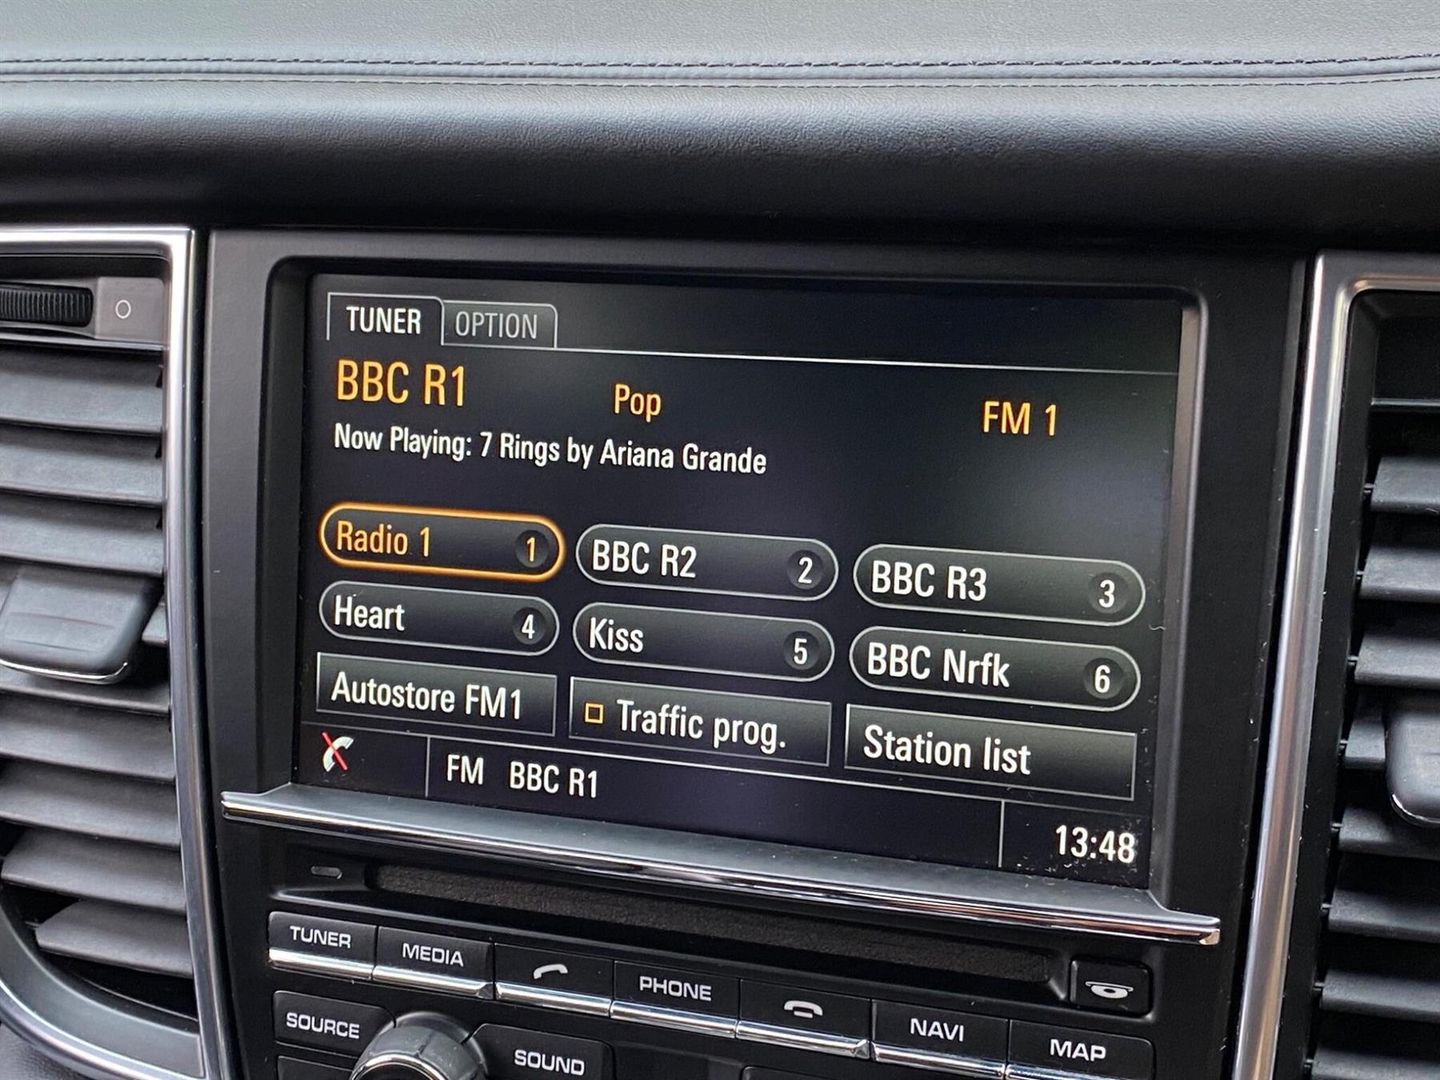 TUNER OPTION
BBC R1 Pop FM 1
Now Playing: 7 Rings by Ariana Grande
Radio 1 1 BBC R2 2 BBC R3 3
Heart 4 Kiss 5 BBC Nrfk 6
Autostore FM1 Traffic prog. Station list
FM BBC R1
13:48
TUNER MEDIA PHONE NAVI MAP
SOURCE SOUND